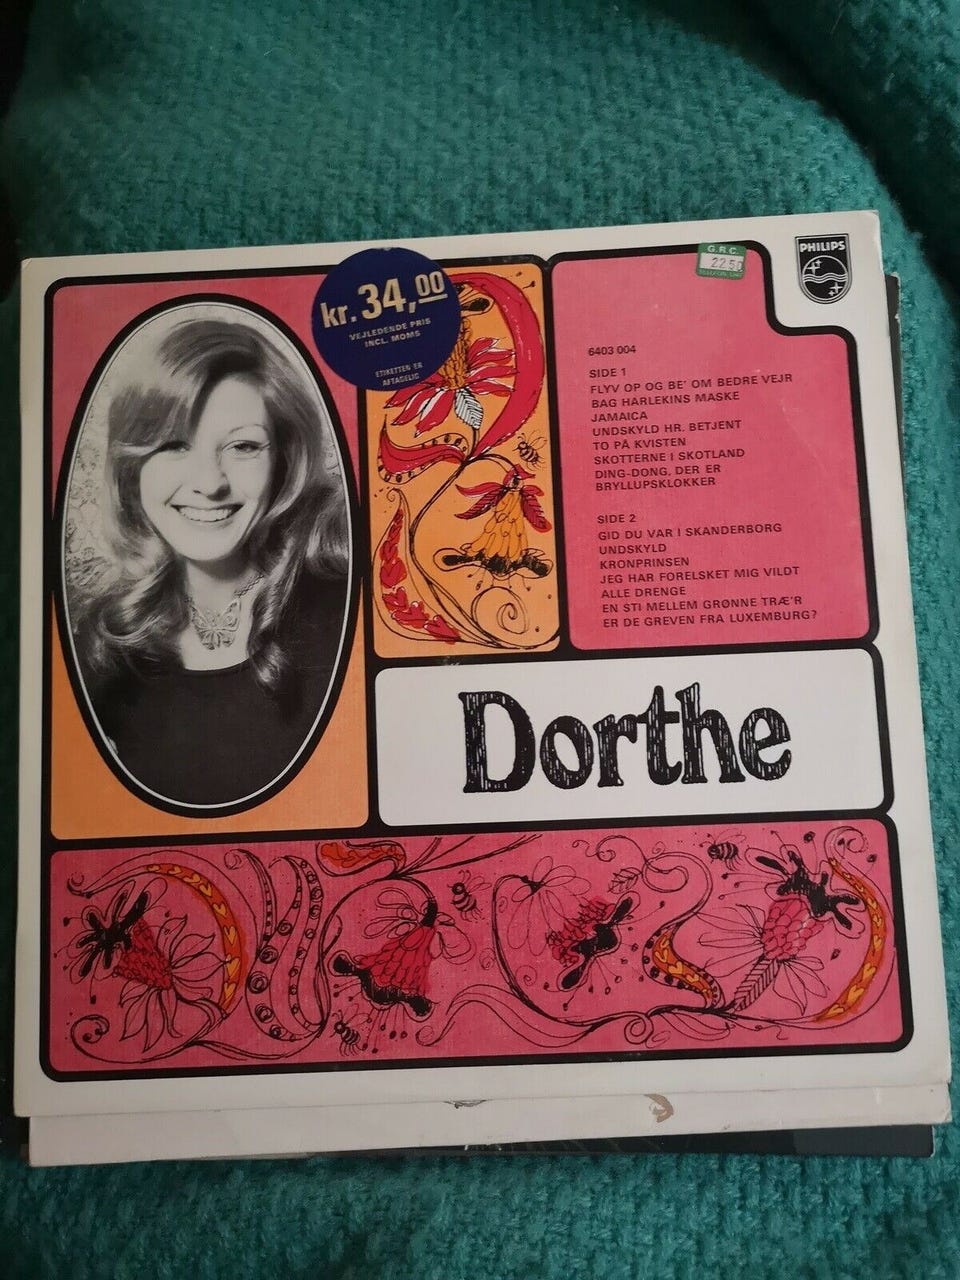 kr. 34,00
VEJLEDENDE PRIS
INCL. MOMS
ETIKETTEN ER
AFTAGELIG
G.R.C.
22 50
PHILIPS
6403 004
SIDE 1
FLYV OP OG BE' OM BEDRE VEJR
BAG HARLEKINS MASKE
JAMAICA
UNDSKYLD HR. BETJENT
TO PÅ KVISTEN
SKOTTERNE I SKOTLAND
DING-DONG, DER ER
BRYLLUPSKLOKKER
SIDE 2
GID DU VAR I SKANDERBORG
UNDSKYLD
KRONPRINSEN
JEG HAR FORELSKET MIG VILDT
ALLE DRENGE
EN STI MELLEM GRØNNE TRÆ'R
ER DE GREVEN FRA LUXEMBURG?
Dorthe